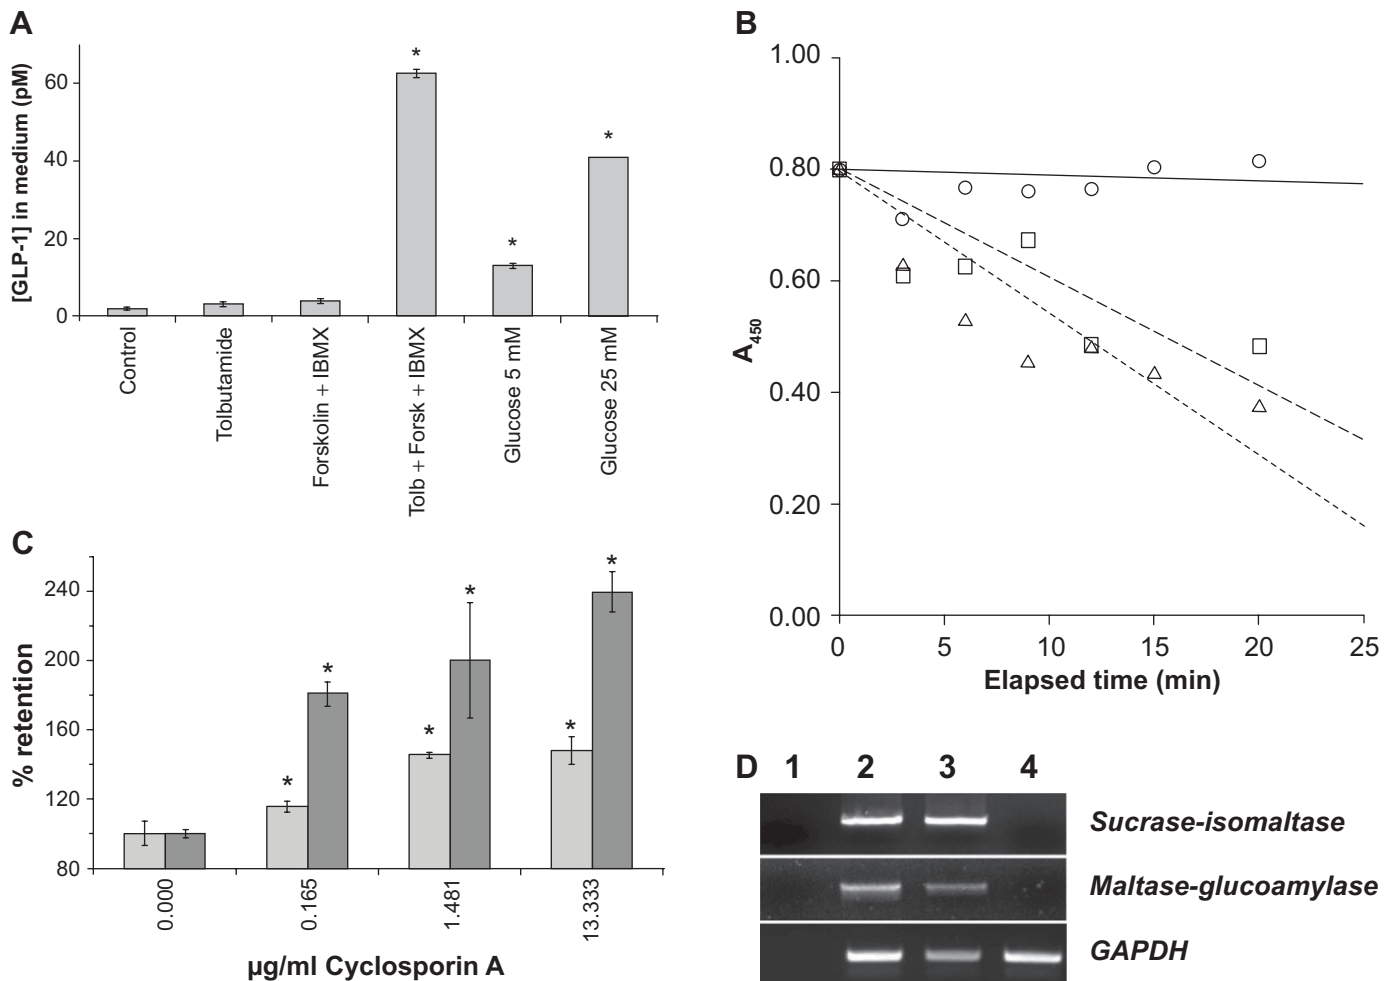 A
[GLP-1] in medium (pM)
60
40
20
0
*
*
*
Control
Tolbutamide
Forskolin + IBMX
Tolb + Forsk + IBMX
Glucose 5 mM
Glucose 25 mM
B
A450
1.00
0.80
0.60
0.40
0.20
0.00
0 5 10 15 20 25
Elapsed time (min)
C
% retention
240
200
160
120
80
* *
* *
* *
0.000
0.165
1.481
13.333
µg/ml Cyclosporin A
D 1 2 3 4
Sucrase-isomaltase
Maltase-glucoamylase
GAPDH